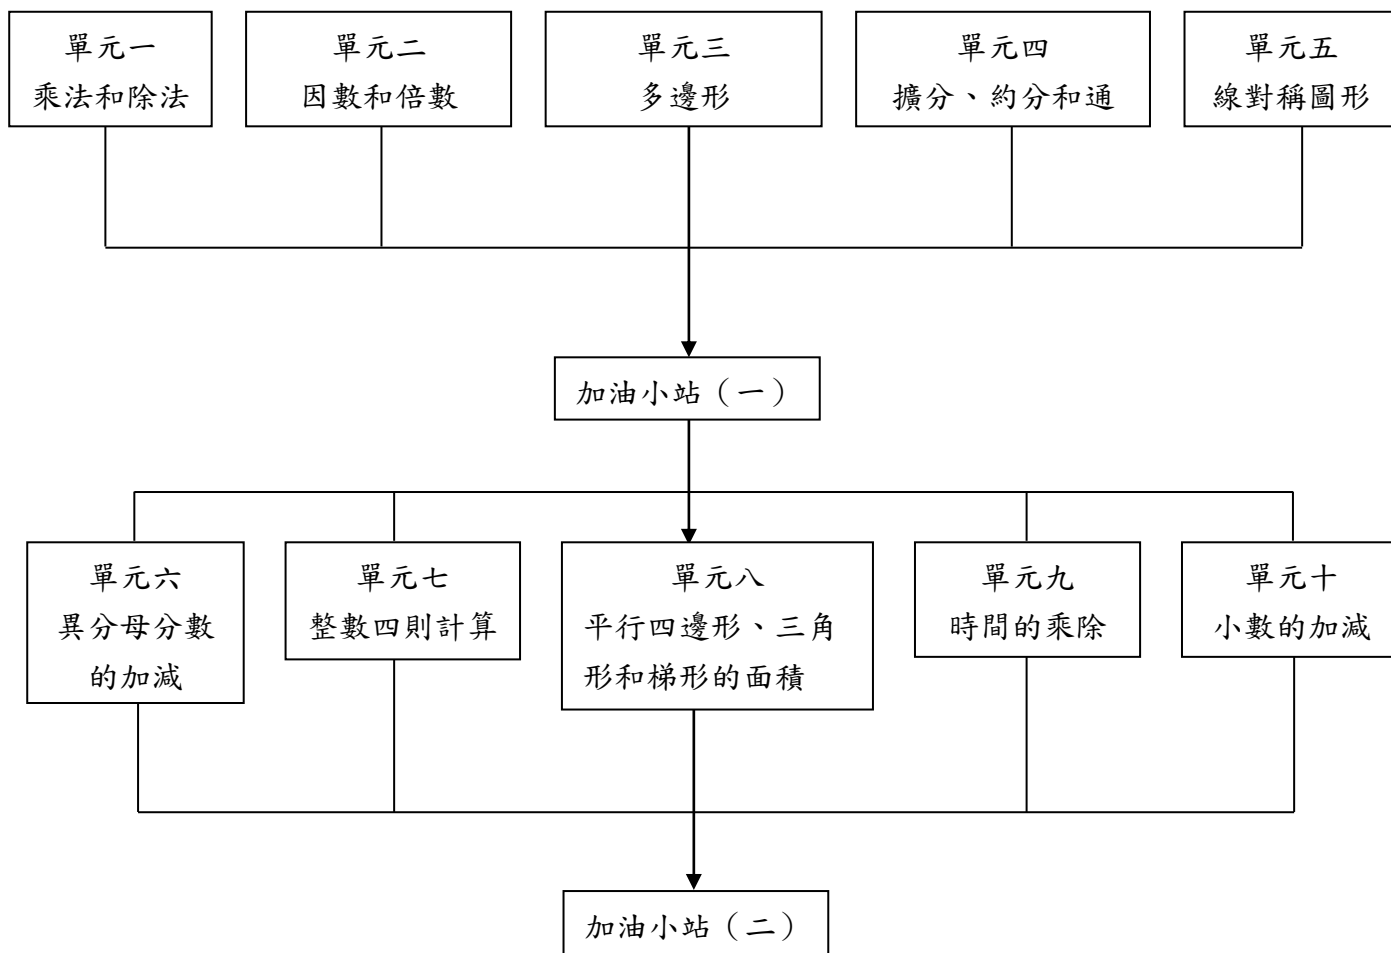 單元一
乘法和除法
單元二
因數和倍數
單元三
多邊形
單元四
擴分、約分和通
單元五
線對稱圖形
加油小站（一）
單元六
異分母分數
的加減
單元七
整數四則計算
單元八
平行四邊形、三角
形和梯形的面積
單元九
時間的乘除
單元十
小數的加減
加油小站（二）